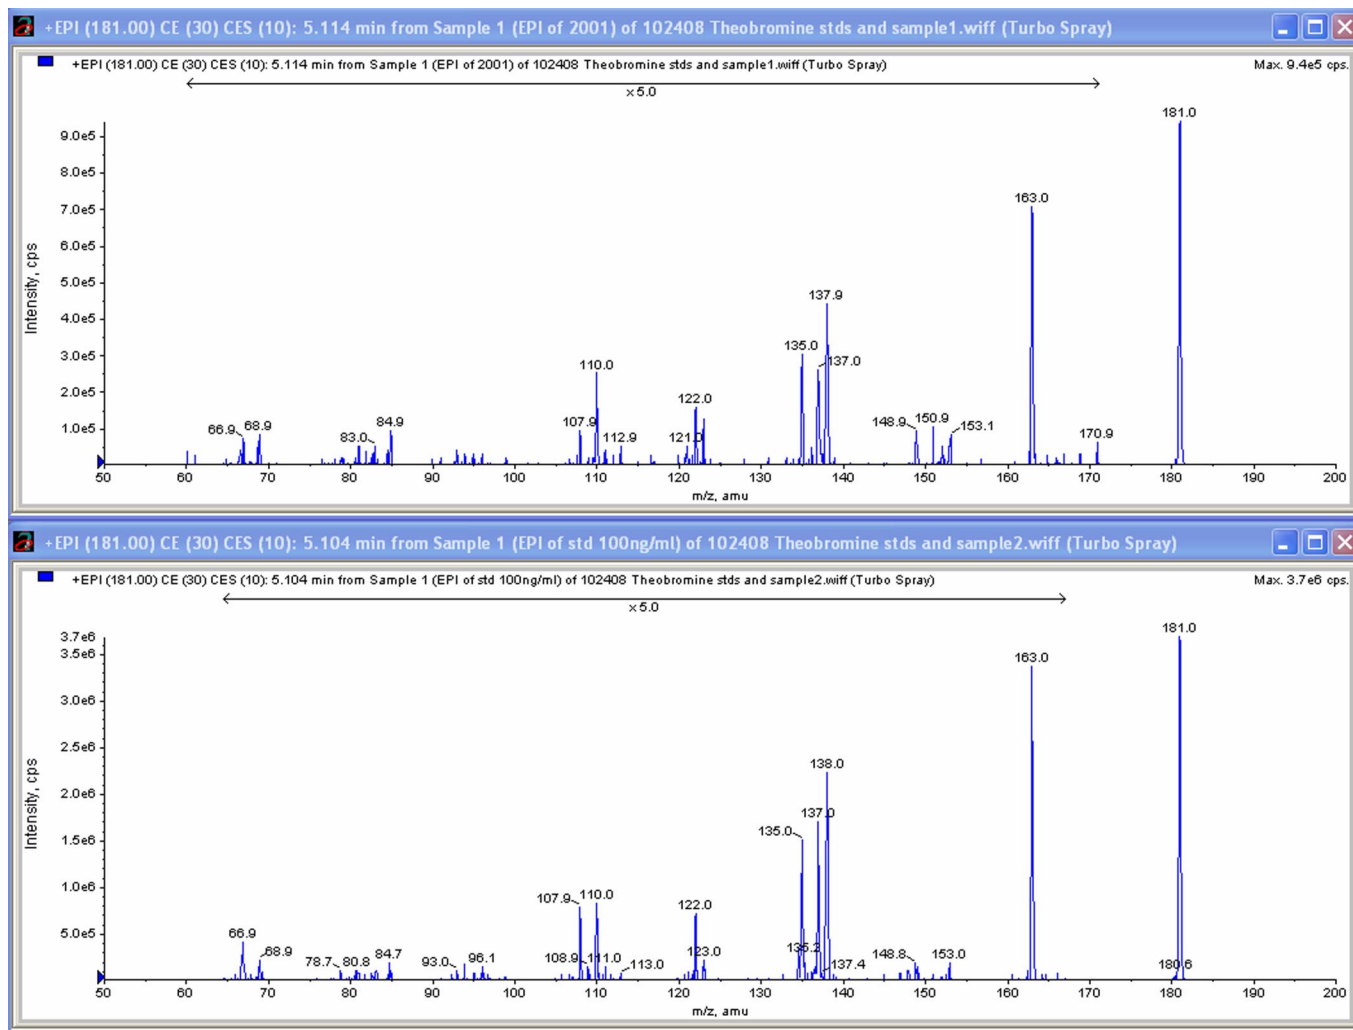 +EPI (181.00) CE (30) CES (10): 5.114 min from Sample 1 (EPI of 2001) of 102408 Theobromine stds and sample1.wiff (Turbo Spray)
+EPI (181.00) CE (30) CES (10): 5.114 min from Sample 1 (EPI of 2001) of 102408 Theobromine stds and sample1.wiff (Turbo Spray) Max. 9.4e5 cps.
x 5.0
181.0
9.0e5
8.0e5
163.0
7.0e5
6.0e5
5.0e5
137.9
4.0e5
135.0
137.0
3.0e5
110.0
2.0e5
122.0
66.9 68.9 83.0 84.9 107.9 112.9 121.0 148.9 150.9 153.1
1.0e5
170.9
Intensity, cps
50 60 70 80 90 100 110 120 130 140 150 160 170 180 190 200
m/z, amu
+EPI (181.00) CE (30) CES (10): 5.104 min from Sample 1 (EPI of std 100ng/ml) of 102408 Theobromine stds and sample2.wiff (Turbo Spray)
+EPI (181.00) CE (30) CES (10): 5.104 min from Sample 1 (EPI of std 100ng/ml) of 102408 Theobromine stds and sample2.wiff (Turbo Spray) Max. 3.7e6 cps.
x 5.0
181.0
3.7e6
3.5e6
163.0
3.0e6
2.5e6
138.0
2.0e6
137.0
135.0
1.5e6
1.0e6
107.9 110.0
122.0
66.9
5.0e5
68.9 84.7 123.0 135.2 148.8 153.0
78.7 80.8 93.0 96.1 108.9 111.0 113.0 137.4 180.6
Intensity, cps
50 60 70 80 90 100 110 120 130 140 150 160 170 180 190 200
m/z, amu